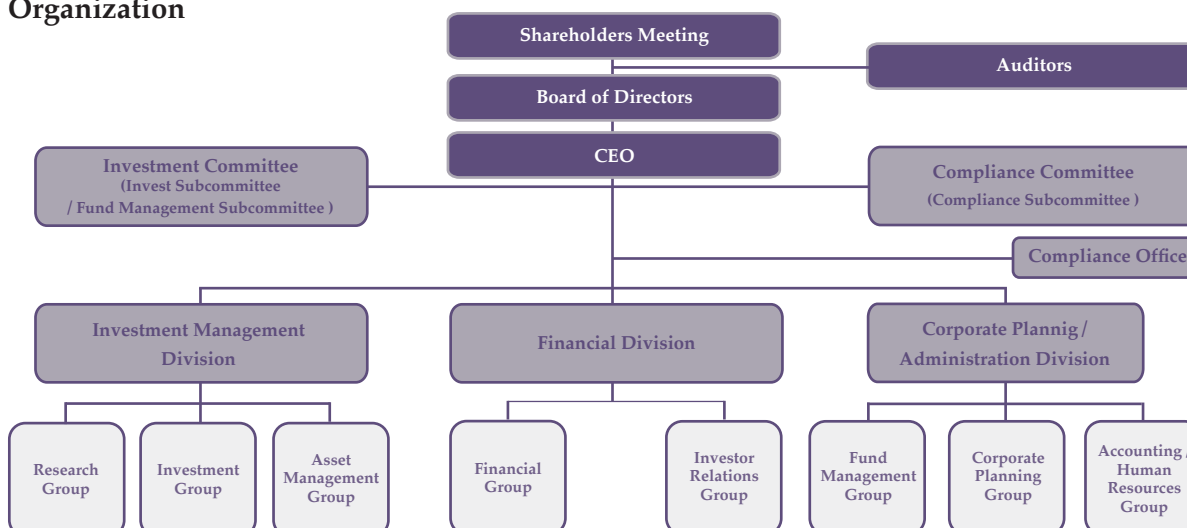 Organization
Shareholders Meeting
Auditors
Board of Directors
CEO
Investment Committee
(Invest Subcommittee
/ Fund Management Subcommittee )
Compliance Committee
(Compliance Subcommittee )
Compliance Office
Investment Management
Division
Financial Division
Corporate Plannig /
Administration Division
Research
Group
Investment
Group
Asset
Management
Group
Financial
Group
Investor
Relations
Group
Fund
Management
Group
Corporate
Planning
Group
Accounting /
Human
Resources
Group